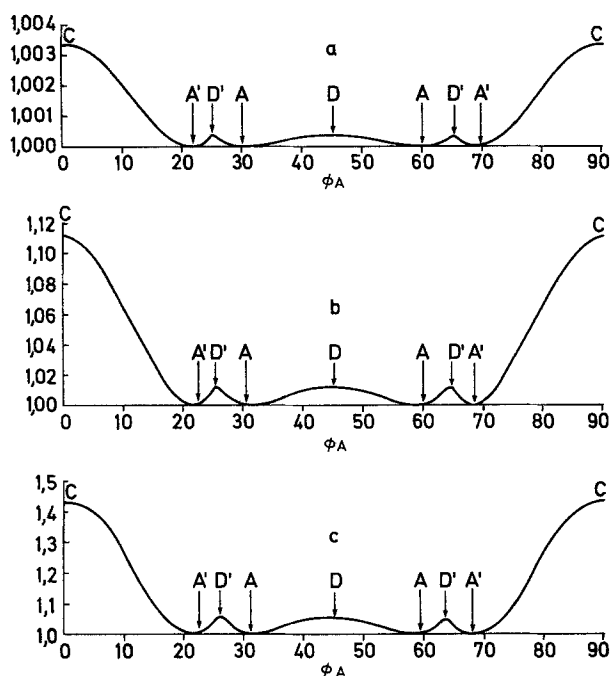 1,004
C
C
1,003
a
1,002
A' D' A D A D' A'
1,001
1,000
0 10 20 30 40 50 60 70 80 90
ϕA
1,12
C
C
1,10
1,08
b
1,06
1,04
A' D' A D A D' A'
1,02
1,00
0 10 20 30 40 50 60 70 80 90
ϕA
1,5
C
C
1,4
1,3
c
1,2
A' D' A D A D' A'
1,1
1,0
0 10 20 30 40 50 60 70 80 90
ϕA